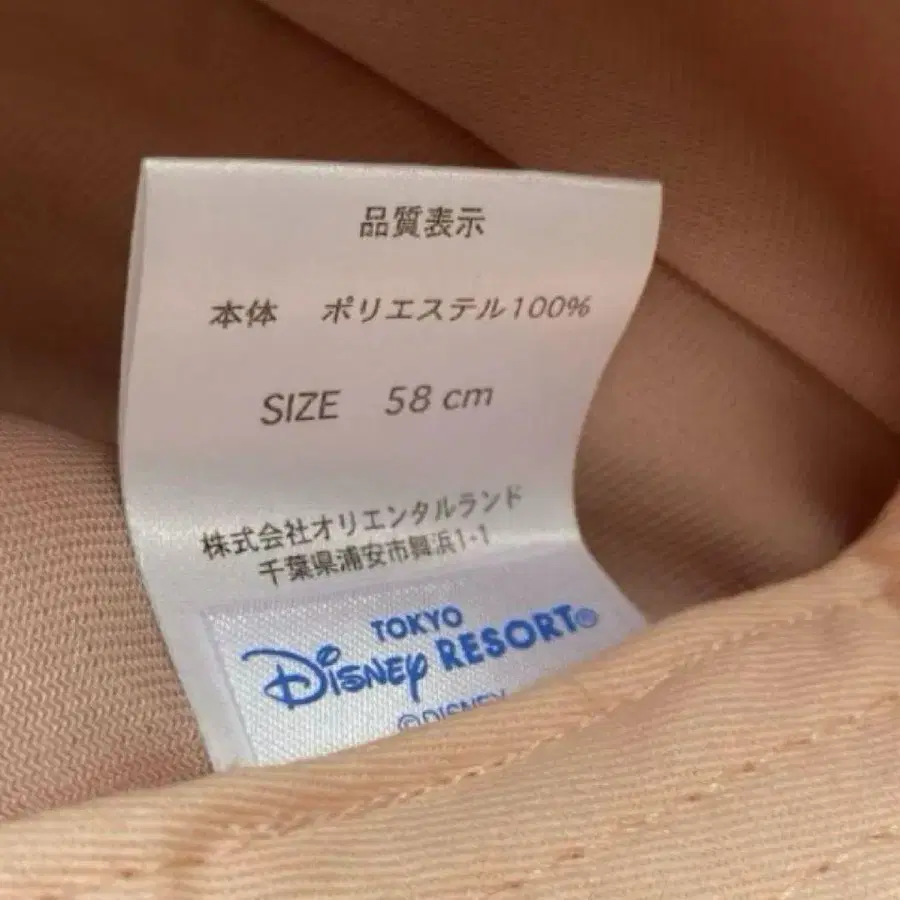 品質表示
本体 ポリエステル100%
SIZE 58 cm
株式会社オリエンタルランド
千葉県浦安市舞浜1-1
TOKYO
DISNEY RESORT®
©DISNEY